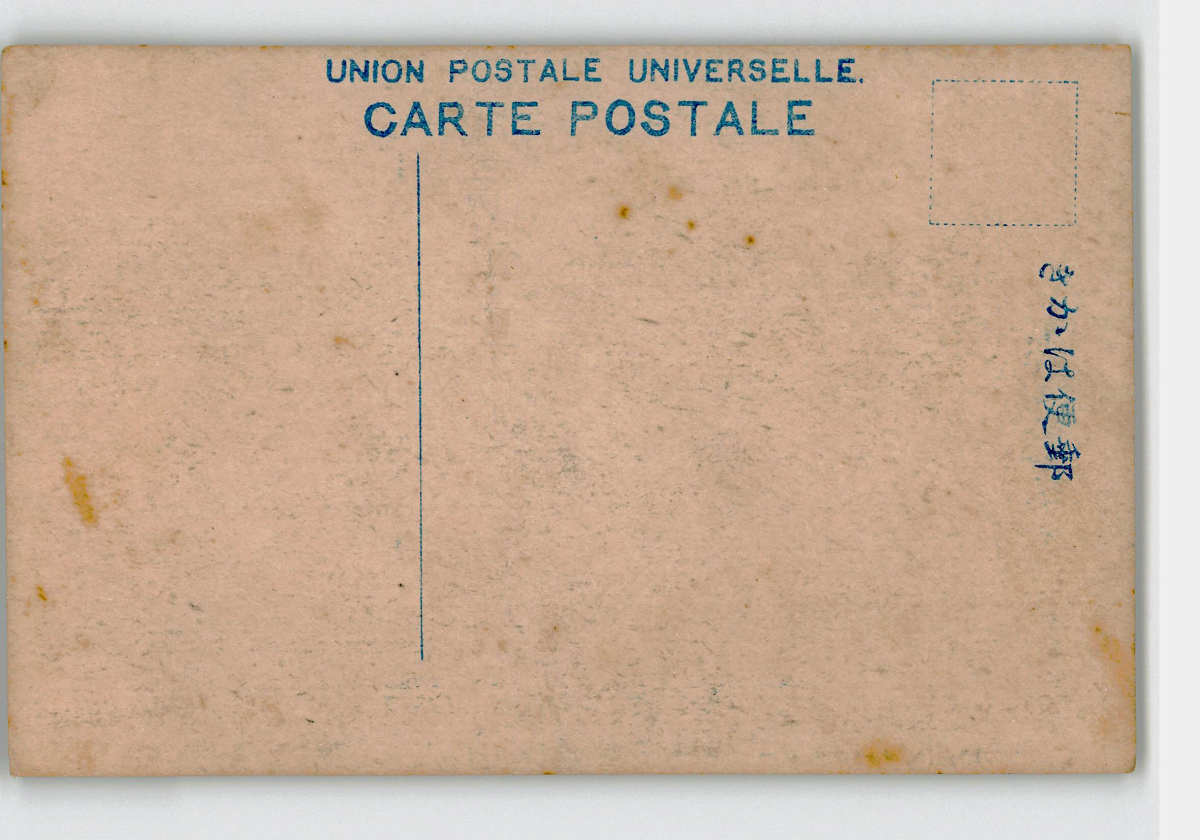 UNION POSTALE UNIVERSELLE.
CARTE POSTALE
郵便はかき